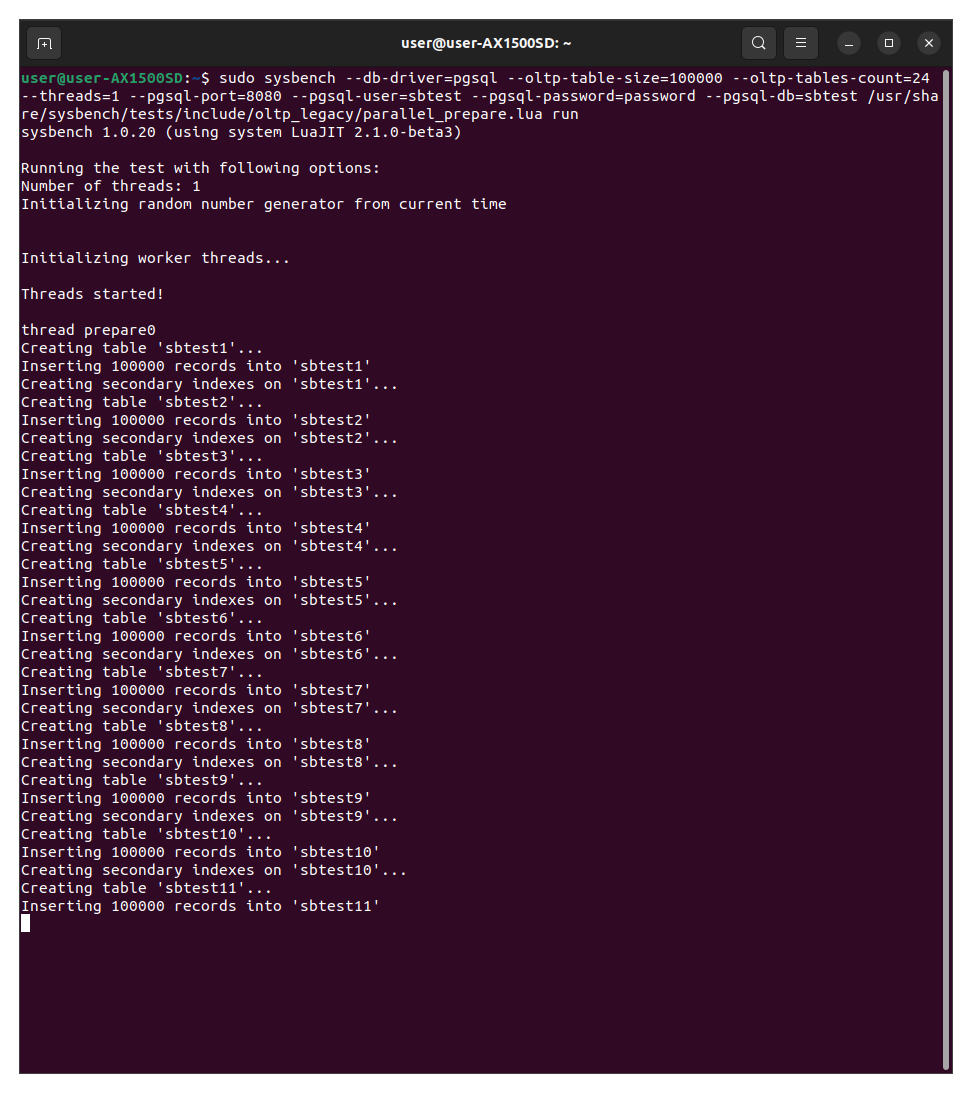 user@user-AX1500SD: ~
user@user-AX1500SD:~$ sudo sysbench --db-driver=pgsql --oltp-table-size=100000 --oltp-tables-count=24
--threads=1 --pgsql-port=8080 --pgsql-user=sbtest --pgsql-password=password --pgsql-db=sbtest /usr/sha
re/sysbench/tests/include/oltp_legacy/parallel_prepare.lua run
sysbench 1.0.20 (using system LuaJIT 2.1.0-beta3)
Running the test with following options:
Number of threads: 1
Initializing random number generator from current time
Initializing worker threads...
Threads started!
thread prepare0
Creating table 'sbtest1'...
Inserting 100000 records into 'sbtest1'
Creating secondary indexes on 'sbtest1'...
Creating table 'sbtest2'...
Inserting 100000 records into 'sbtest2'
Creating secondary indexes on 'sbtest2'...
Creating table 'sbtest3'...
Inserting 100000 records into 'sbtest3'
Creating secondary indexes on 'sbtest3'...
Creating table 'sbtest4'...
Inserting 100000 records into 'sbtest4'
Creating secondary indexes on 'sbtest4'...
Creating table 'sbtest5'...
Inserting 100000 records into 'sbtest5'
Creating secondary indexes on 'sbtest5'...
Creating table 'sbtest6'...
Inserting 100000 records into 'sbtest6'
Creating secondary indexes on 'sbtest6'...
Creating table 'sbtest7'...
Inserting 100000 records into 'sbtest7'
Creating secondary indexes on 'sbtest7'...
Creating table 'sbtest8'...
Inserting 100000 records into 'sbtest8'
Creating secondary indexes on 'sbtest8'...
Creating table 'sbtest9'...
Inserting 100000 records into 'sbtest9'
Creating secondary indexes on 'sbtest9'...
Creating table 'sbtest10'...
Inserting 100000 records into 'sbtest10'
Creating secondary indexes on 'sbtest10'...
Creating table 'sbtest11'...
Inserting 100000 records into 'sbtest11'